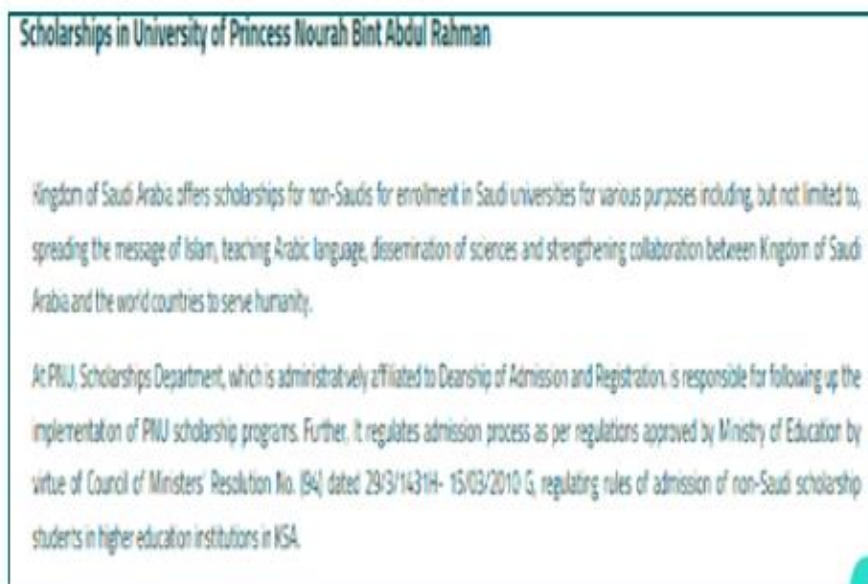 Scholarships in University of Princess Nourah Bint Abdul Rahman
Kingdom of Saudi Arabia offers scholarships for non-Saudis for enrollment in Saudi universities for various purposes including, but not limited to,
spreading the message of Islam, teaching Arabic language, dissemination of sciences and strengthening collaboration between Kingdom of Saudi
Arabia and the world countries to serve humanity.
At PNU, Scholarships Department, which is administratively affiliated to Deanship of Admission and Registration, is responsible for following up the
implementation of PNU scholarship programs. Further, it regulates admission process as per regulations approved by Ministry of Education by
virtue of Council of Ministers' Resolution No. (94) dated 29/3/1431H- 15/03/2010 G, regulating rules of admission of non-Saudi scholarship
students in higher education institutions in KSA.